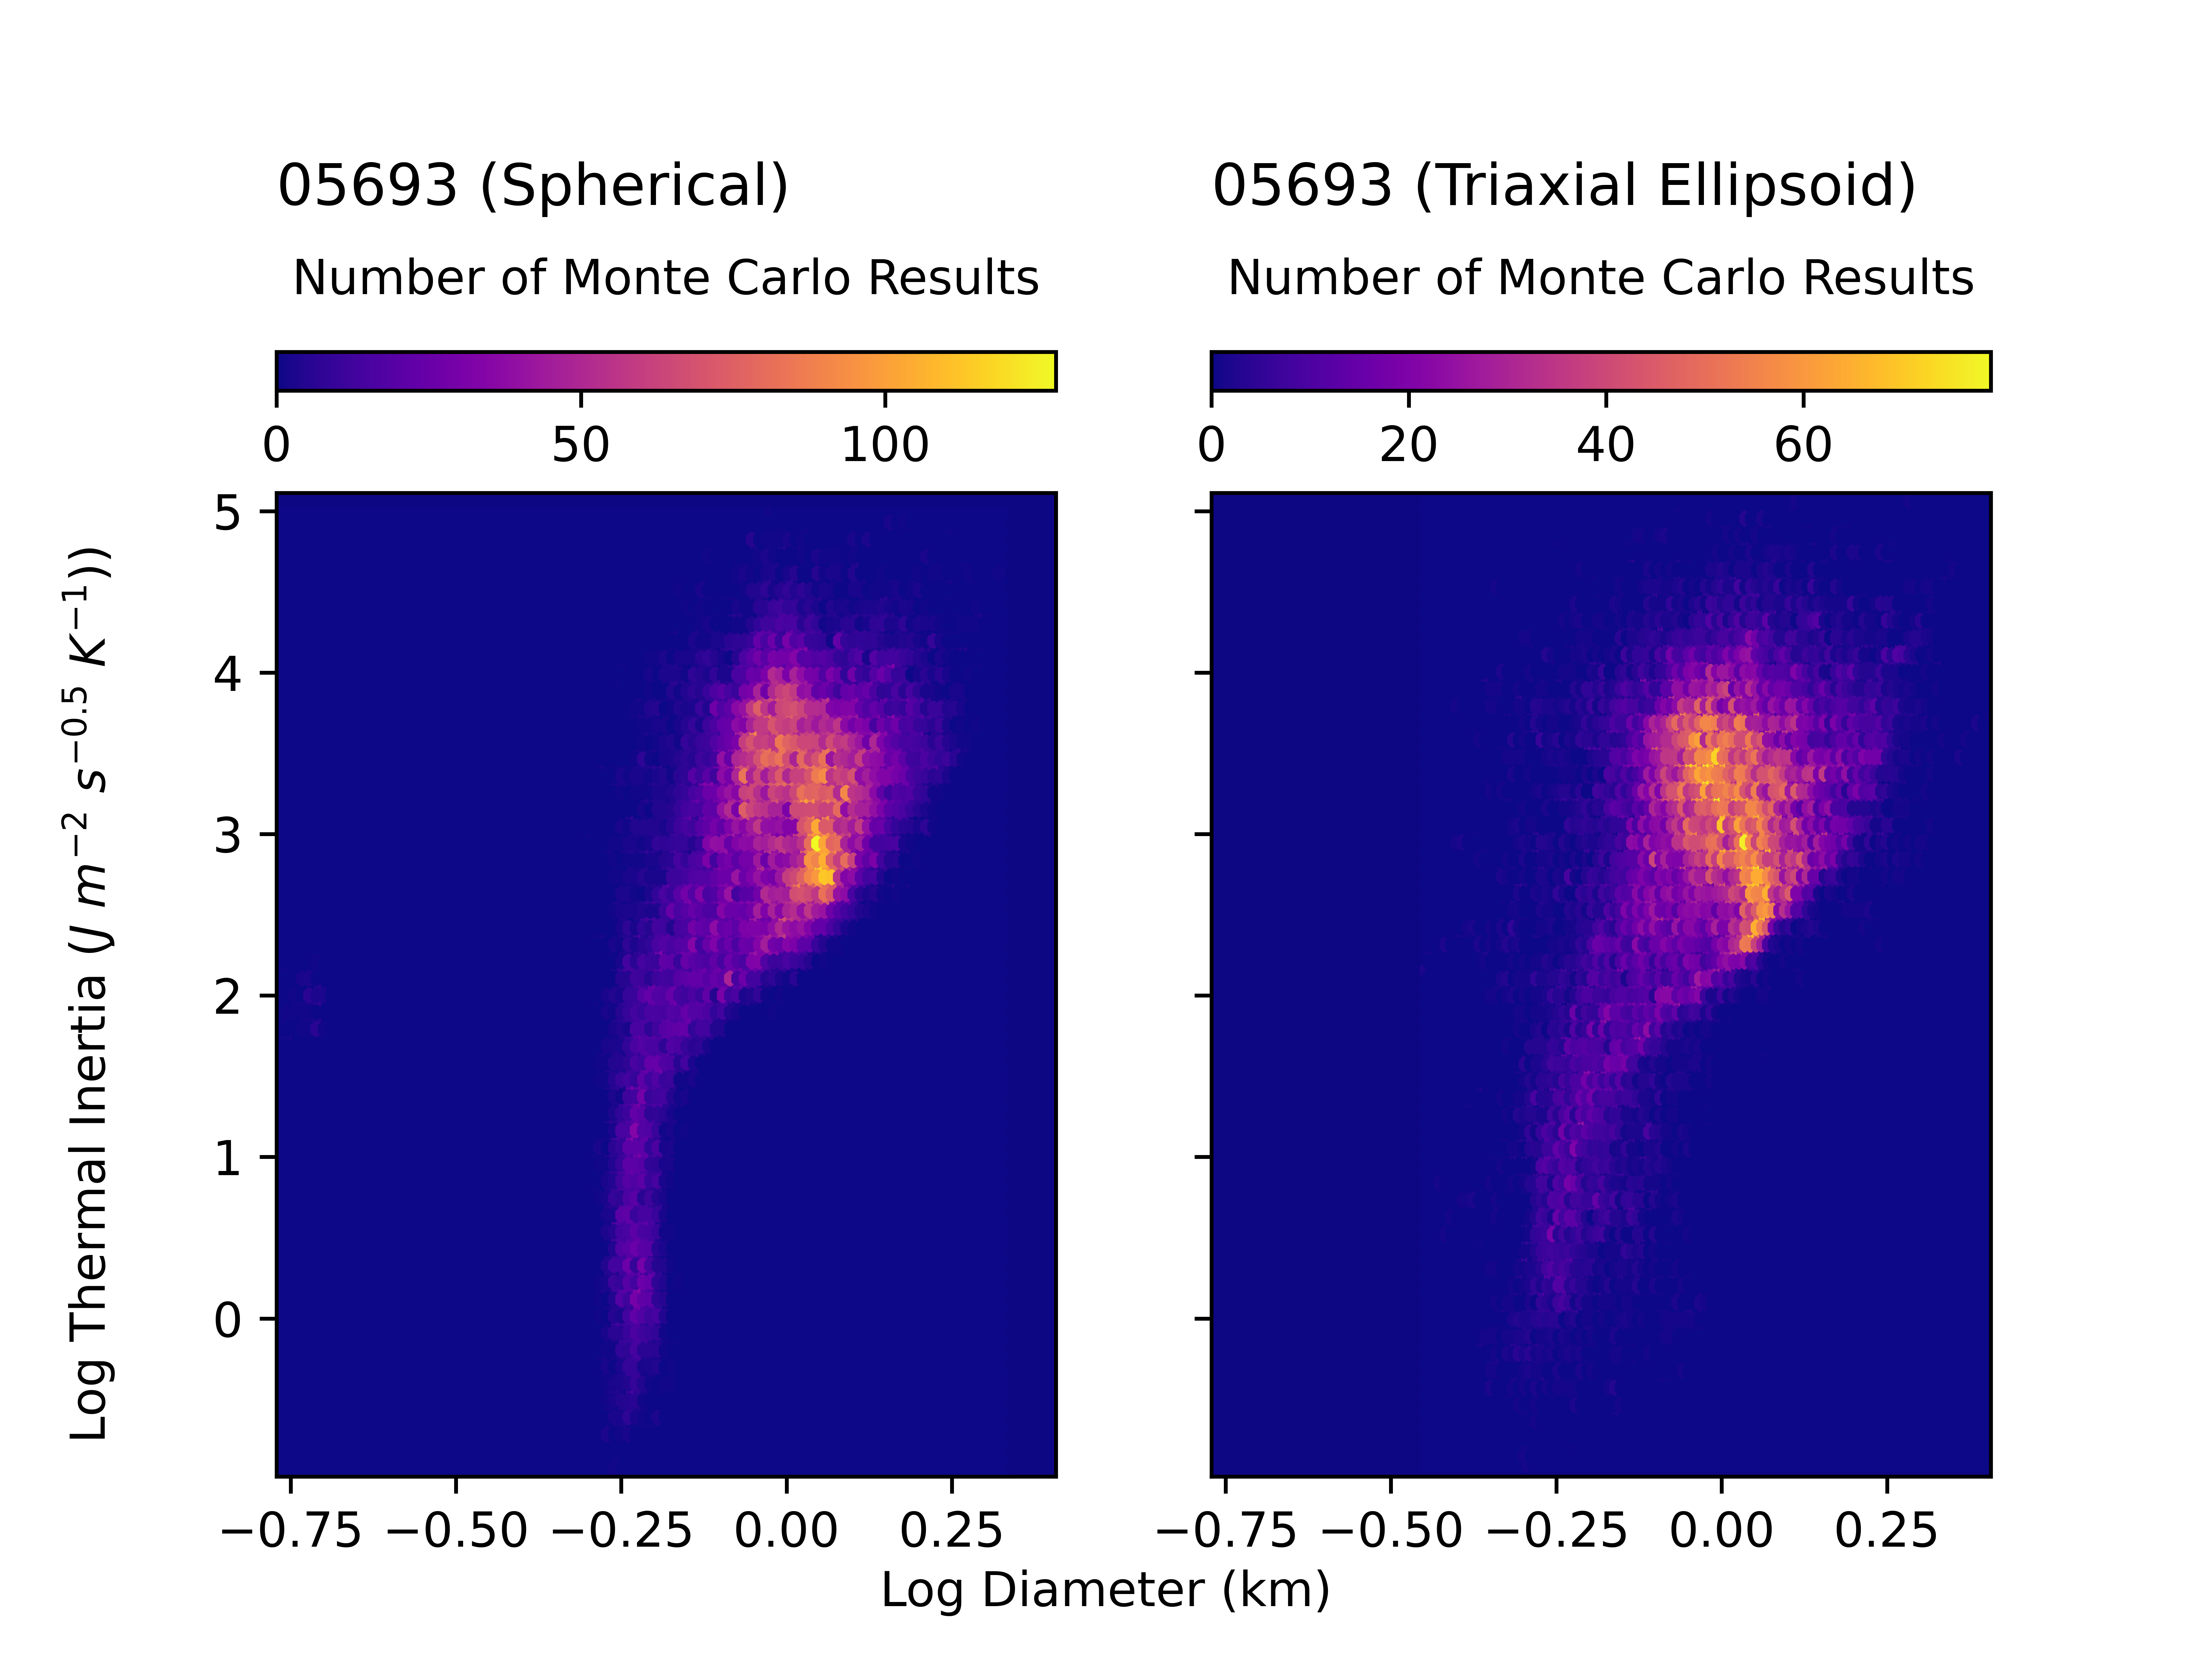 05693 (Spherical)
05693 (Triaxial Ellipsoid)
Number of Monte Carlo Results
Number of Monte Carlo Results
0 50 100
0 20 40 60
Log Thermal Inertia (J m⁻² s⁻⁰·⁵ K⁻¹))
5
4
3
2
1
0
−0.75 −0.50 −0.25 0.00 0.25
−0.75 −0.50 −0.25 0.00 0.25
Log Diameter (km)